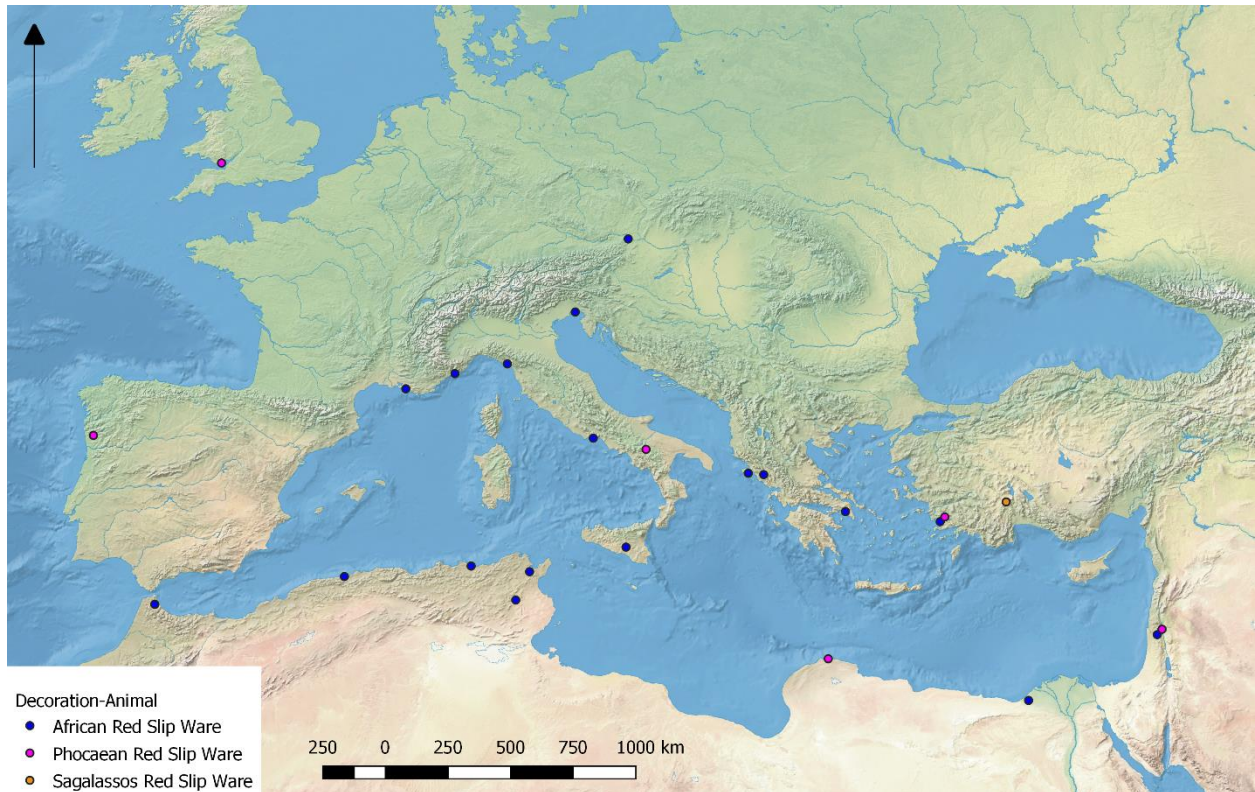 Decoration-Animal
African Red Slip Ware
Phocaean Red Slip Ware
Sagalassos Red Slip Ware
250 0 250 500 750 1000 km